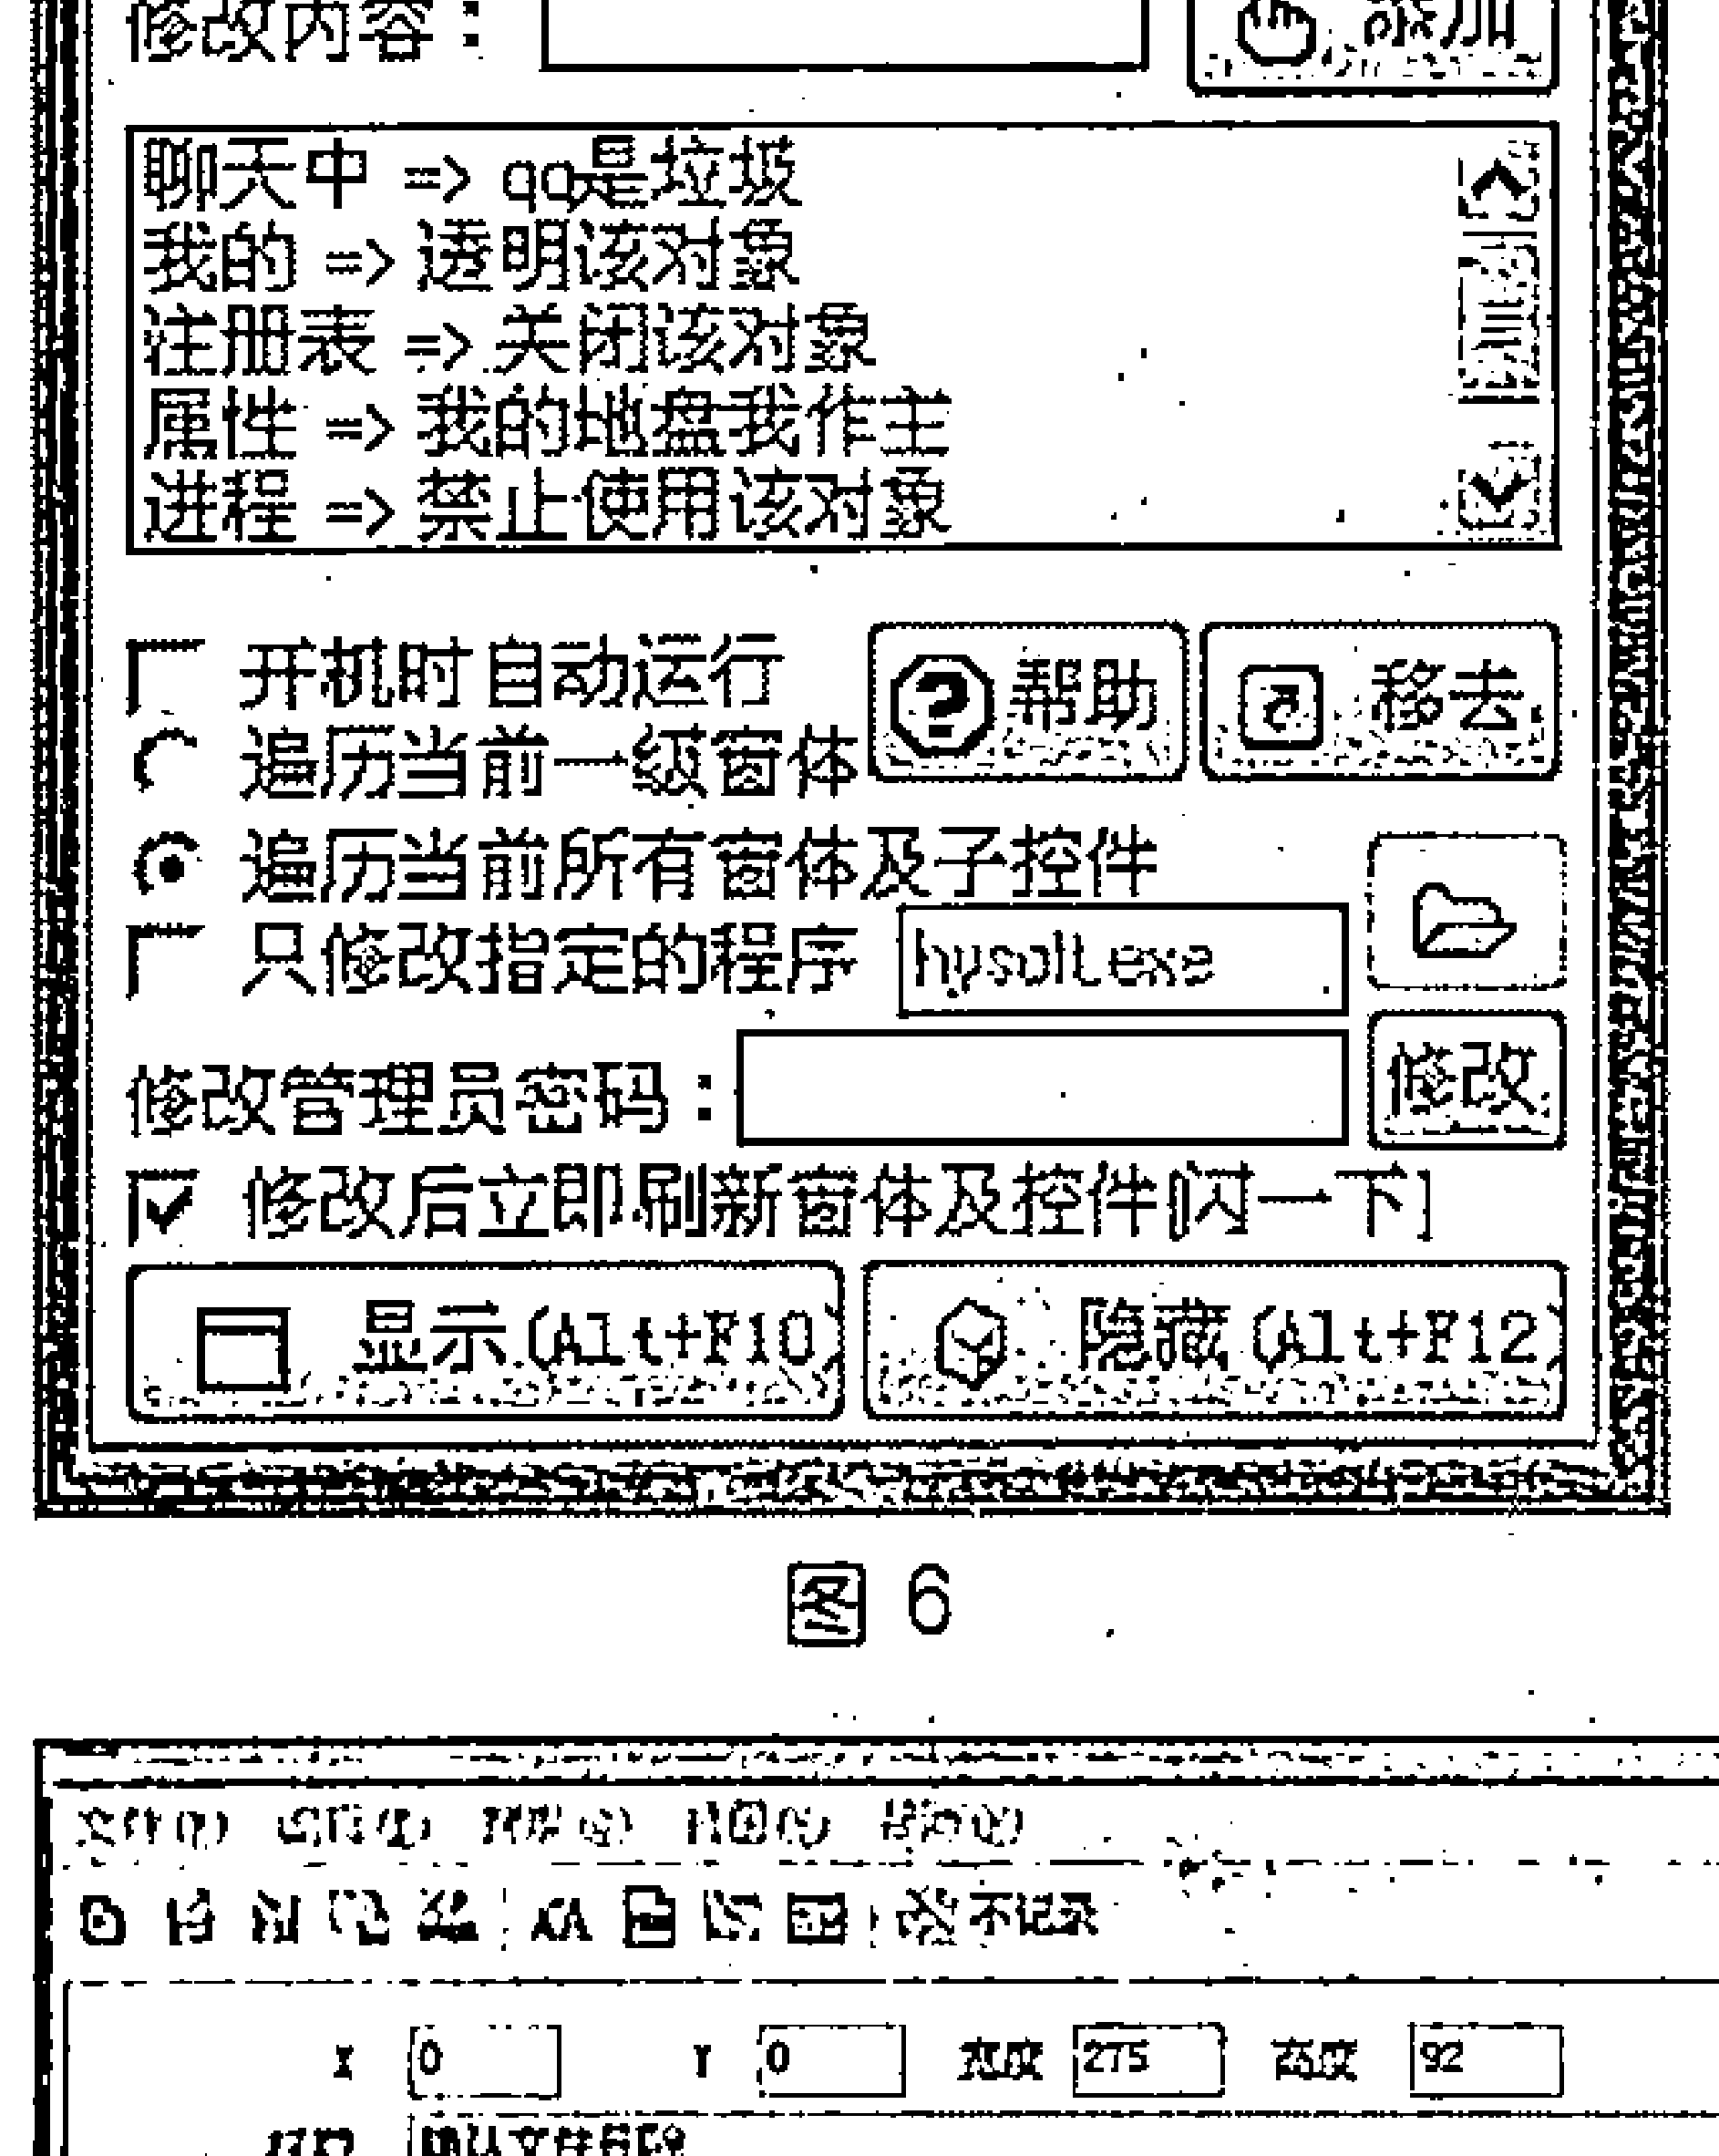 修改内容： 添加
聊天中 => qq是垃圾
我的 => 透明该对象
注册表 => 关闭该对象
属性 => 我的地盘我作主
进程 => 禁止使用该对象
开机时自动运行 帮助 移去
遍历当前一级窗体
遍历当前所有窗体及子控件
只修改指定的程序 hysolt.exe
修改管理员密码： 修改
修改后立即刷新窗体及控件[闪一下]
显示(Alt+F10) 隐藏(Alt+F12)
图 6
不记录
X 0 Y 0 宽度 275 高度 92